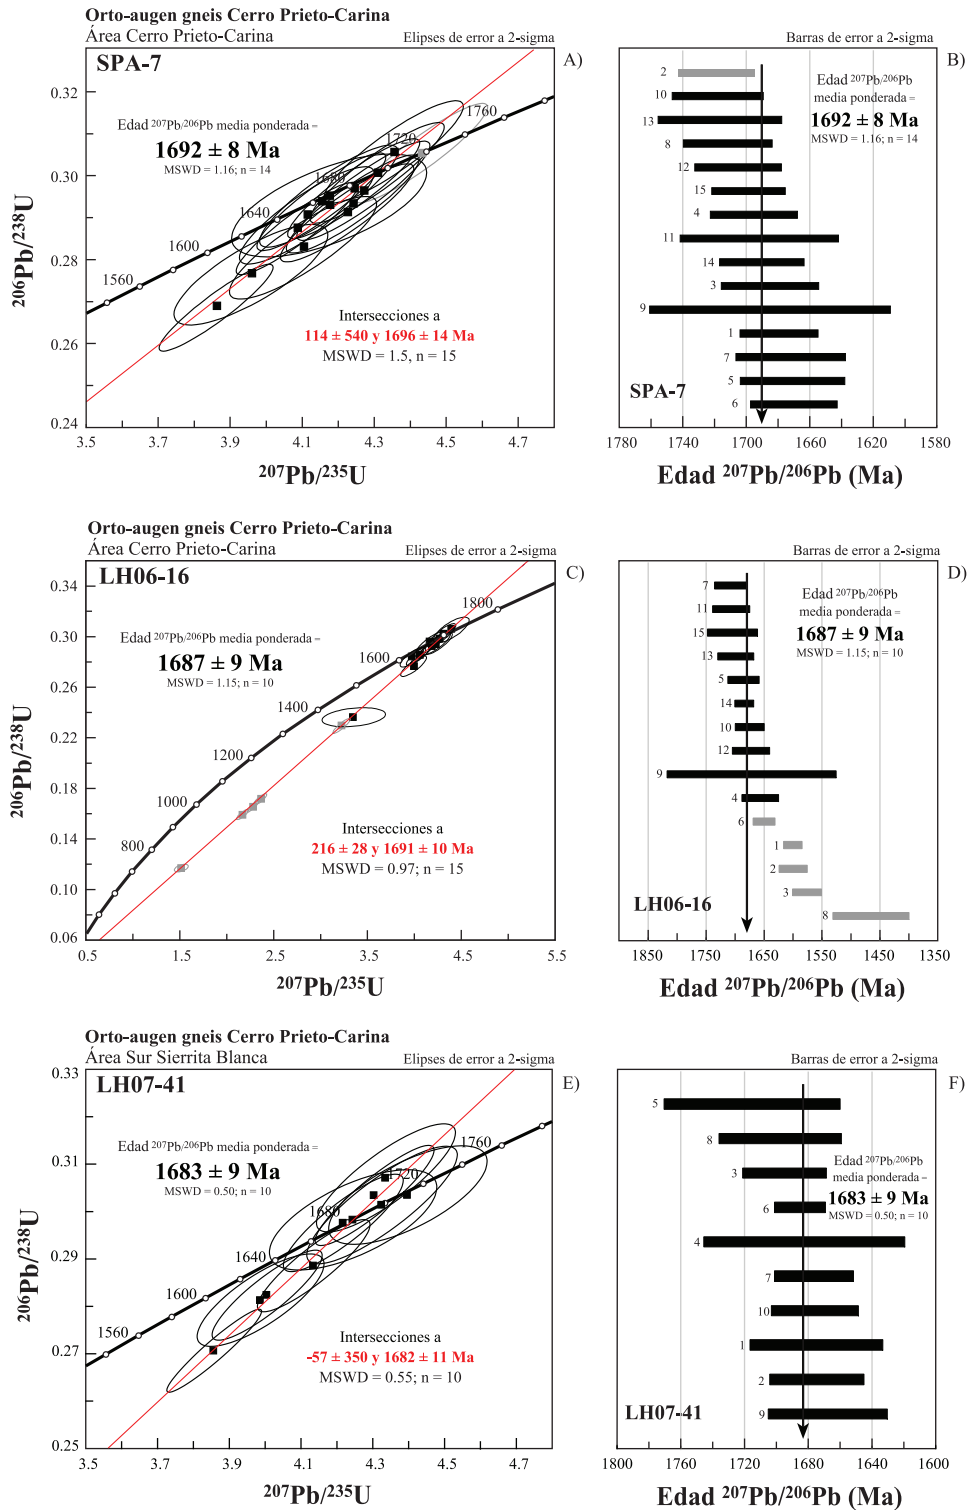 Orto-augen gneis Cerro Prieto-Carina
Área Cerro Prieto-Carina
Elipses de error a 2-sigma
A)
SPA-7
Edad 207Pb/206Pb media ponderada =
1692 ± 8 Ma
MSWD = 1.16; n = 14
1760
1720
1680
1640
1600
1560
Intersecciones a
114 ± 540 y 1696 ± 14 Ma
MSWD = 1.5, n = 15
0.32
0.30
0.28
0.26
0.24
206Pb/238U
3.5 3.7 3.9 4.1 4.3 4.5 4.7
207Pb/235U
Barras de error a 2-sigma
B)
Edad 207Pb/206Pb
media ponderada =
1692 ± 8 Ma
MSWD = 1.16; n = 14
2
10
13
8
12
15
4
11
14
3
9
1
7
5
6
SPA-7
1780 1740 1700 1660 1620 1580
Edad 207Pb/206Pb (Ma)
Orto-augen gneis Cerro Prieto-Carina
Área Cerro Prieto-Carina
Elipses de error a 2-sigma
C)
LH06-16
Edad 207Pb/206Pb media ponderada =
1687 ± 9 Ma
MSWD = 1.15; n = 10
1800
1600
1400
1200
1000
800
Intersecciones a
216 ± 28 y 1691 ± 10 Ma
MSWD = 0.97; n = 15
0.34
0.30
0.26
0.22
0.18
0.14
0.10
0.06
206Pb/238U
0.5 1.5 2.5 3.5 4.5 5.5
207Pb/235U
Barras de error a 2-sigma
D)
Edad 207Pb/206Pb
media ponderada =
1687 ± 9 Ma
MSWD = 1.15; n = 10
7
11
15
13
5
14
10
12
9
4
6
1
2
3
8
LH06-16
1850 1750 1650 1550 1450 1350
Edad 207Pb/206Pb (Ma)
Orto-augen gneis Cerro Prieto-Carina
Área Sur Sierrita Blanca
Elipses de error a 2-sigma
E)
LH07-41
Edad 207Pb/206Pb media ponderada =
1683 ± 9 Ma
MSWD = 0.50; n = 10
1760
1720
1680
1640
1600
1560
Intersecciones a
-57 ± 350 y 1682 ± 11 Ma
MSWD = 0.55; n = 10
0.33
0.31
0.29
0.27
0.25
206Pb/238U
3.5 3.7 3.9 4.1 4.3 4.5 4.7
207Pb/235U
Barras de error a 2-sigma
F)
Edad 207Pb/206Pb
media ponderada =
1683 ± 9 Ma
MSWD = 0.50; n = 10
5
8
3
6
4
7
10
1
2
9
LH07-41
1800 1760 1720 1680 1640 1600
Edad 207Pb/206Pb (Ma)